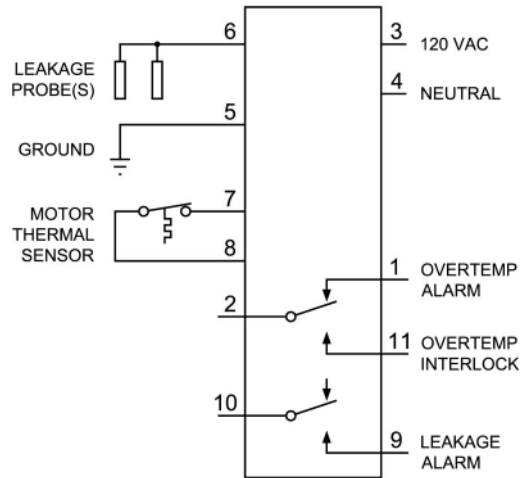 6
LEAKAGE
PROBE(S)
5
GROUND
7
MOTOR
THERMAL
SENSOR
8
2
10
3
120 VAC
4
NEUTRAL
1
OVERTEMP
ALARM
11
OVERTEMP
INTERLOCK
9
LEAKAGE
ALARM